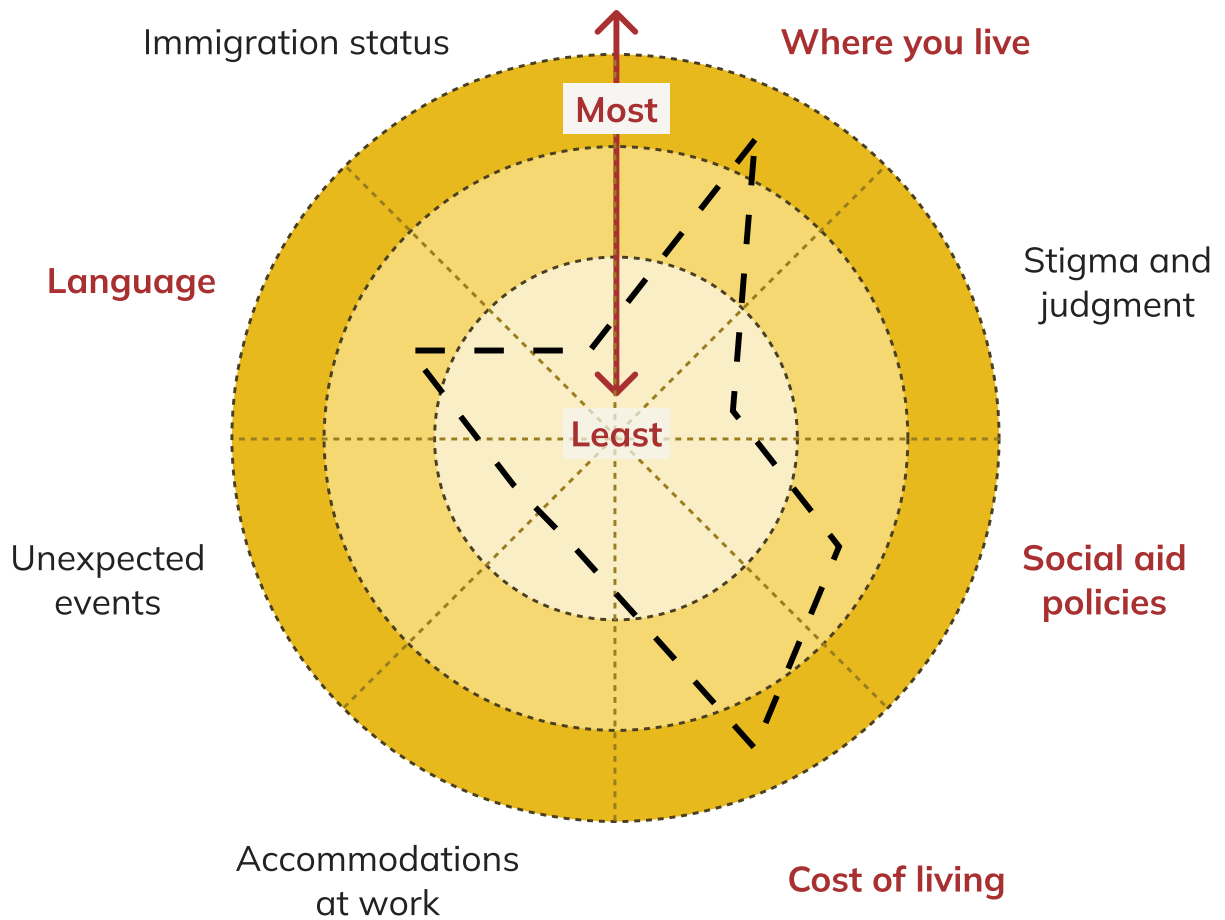 Immigration status
Where you live
Most
Stigma and
judgment
Language
Least
Unexpected
events
Social aid
policies
Accommodations
at work
Cost of living